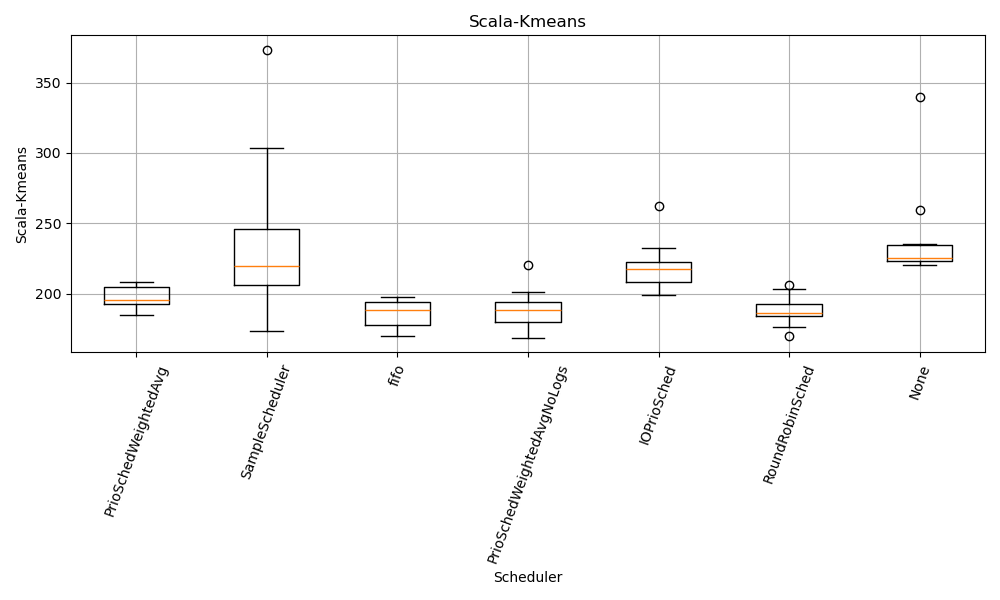 Scala-Kmeans
Scala-Kmeans
350
300
250
200
PrioSchedWeightedAvg
SampleScheduler
fifo
PrioSchedWeightedAvgNoLogs
IOPrioSched
RoundRobinSched
None
Scheduler